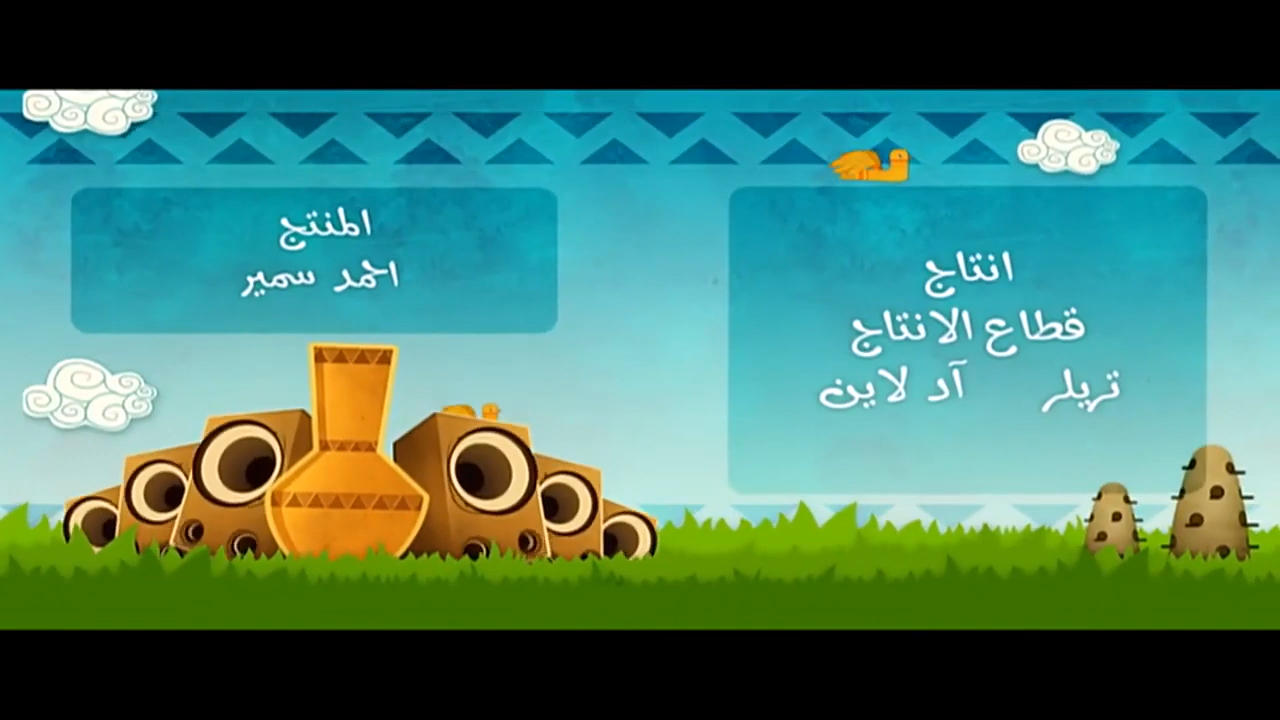 انتاج
قطاع الانتاج
تريلر آد لاين
المنتج
احمد سمير